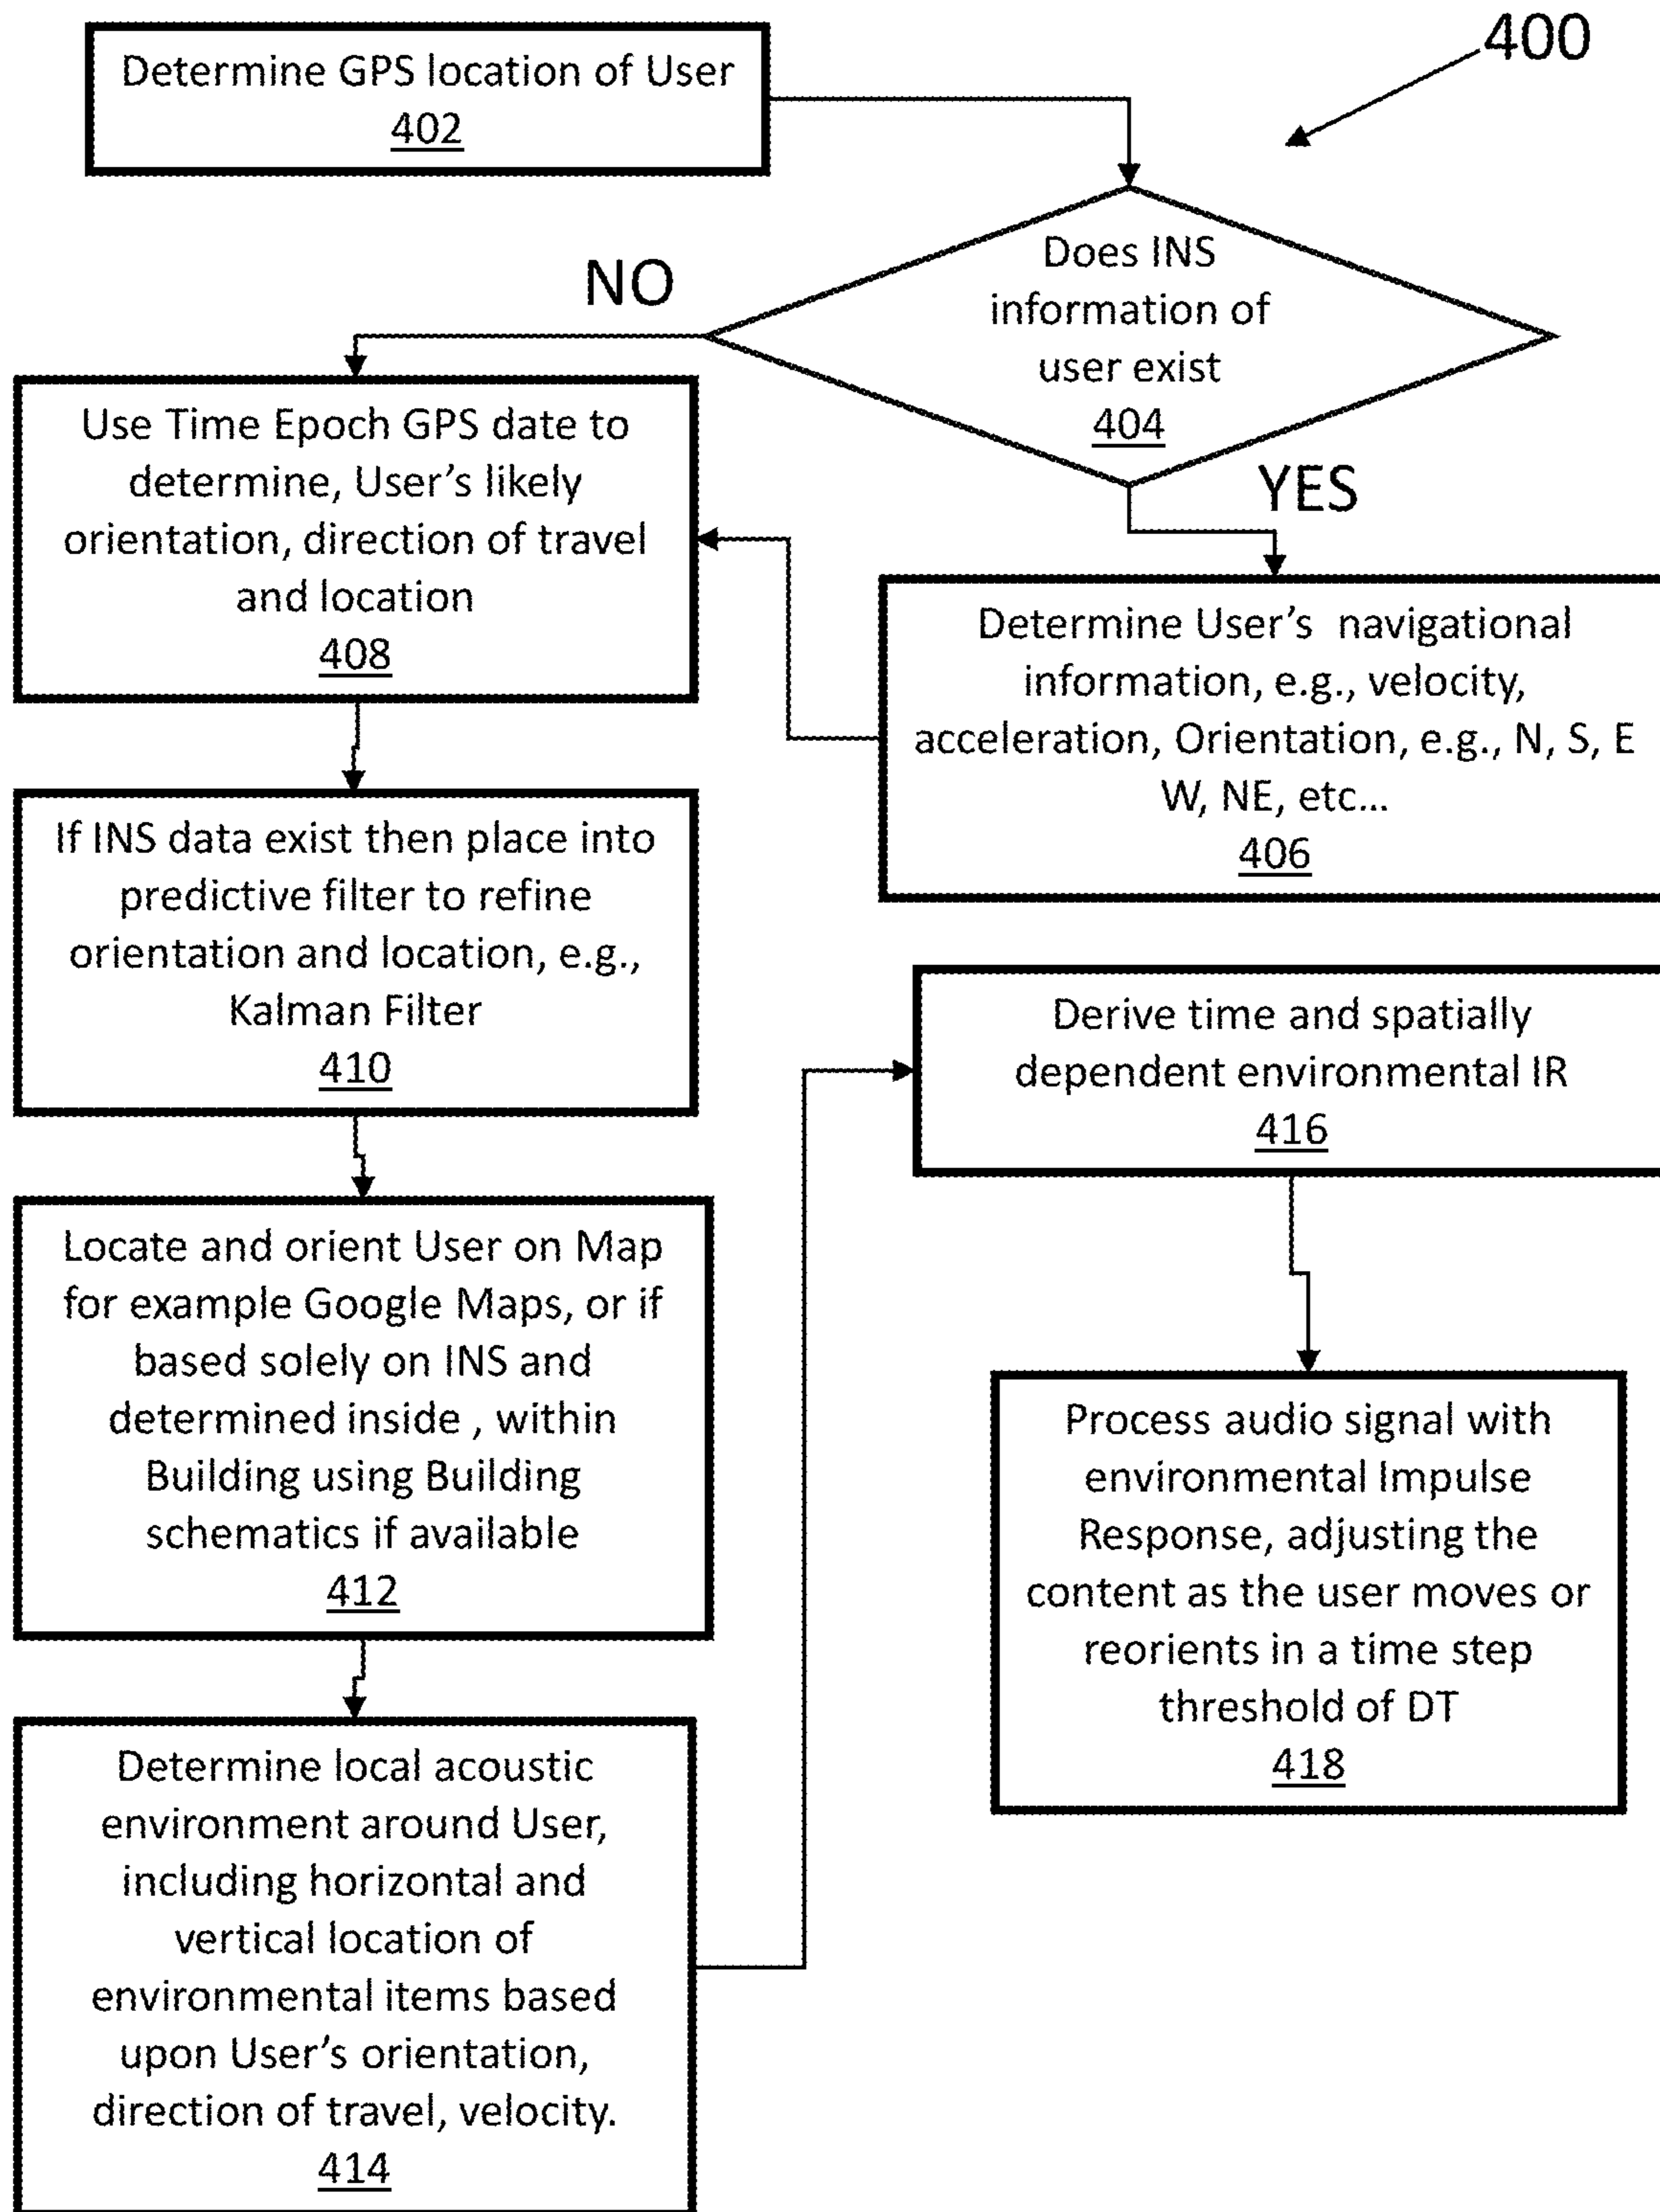 400
Determine GPS location of User
402
Does INS
information of
user exist
404
NO
YES
Use Time Epoch GPS date to
determine, User's likely
orientation, direction of travel
and location
408
Determine User's navigational
information, e.g., velocity,
acceleration, Orientation, e.g., N, S, E
W, NE, etc...
406
If INS data exist then place into
predictive filter to refine
orientation and location, e.g.,
Kalman Filter
410
Locate and orient User on Map
for example Google Maps, or if
based solely on INS and
determined inside , within
Building using Building
schematics if available
412
Determine local acoustic
environment around User,
including horizontal and
vertical location of
environmental items based
upon User's orientation,
direction of travel, velocity.
414
Derive time and spatially
dependent environmental IR
416
Process audio signal with
environmental Impulse
Response, adjusting the
content as the user moves or
reorients in a time step
threshold of DT
418